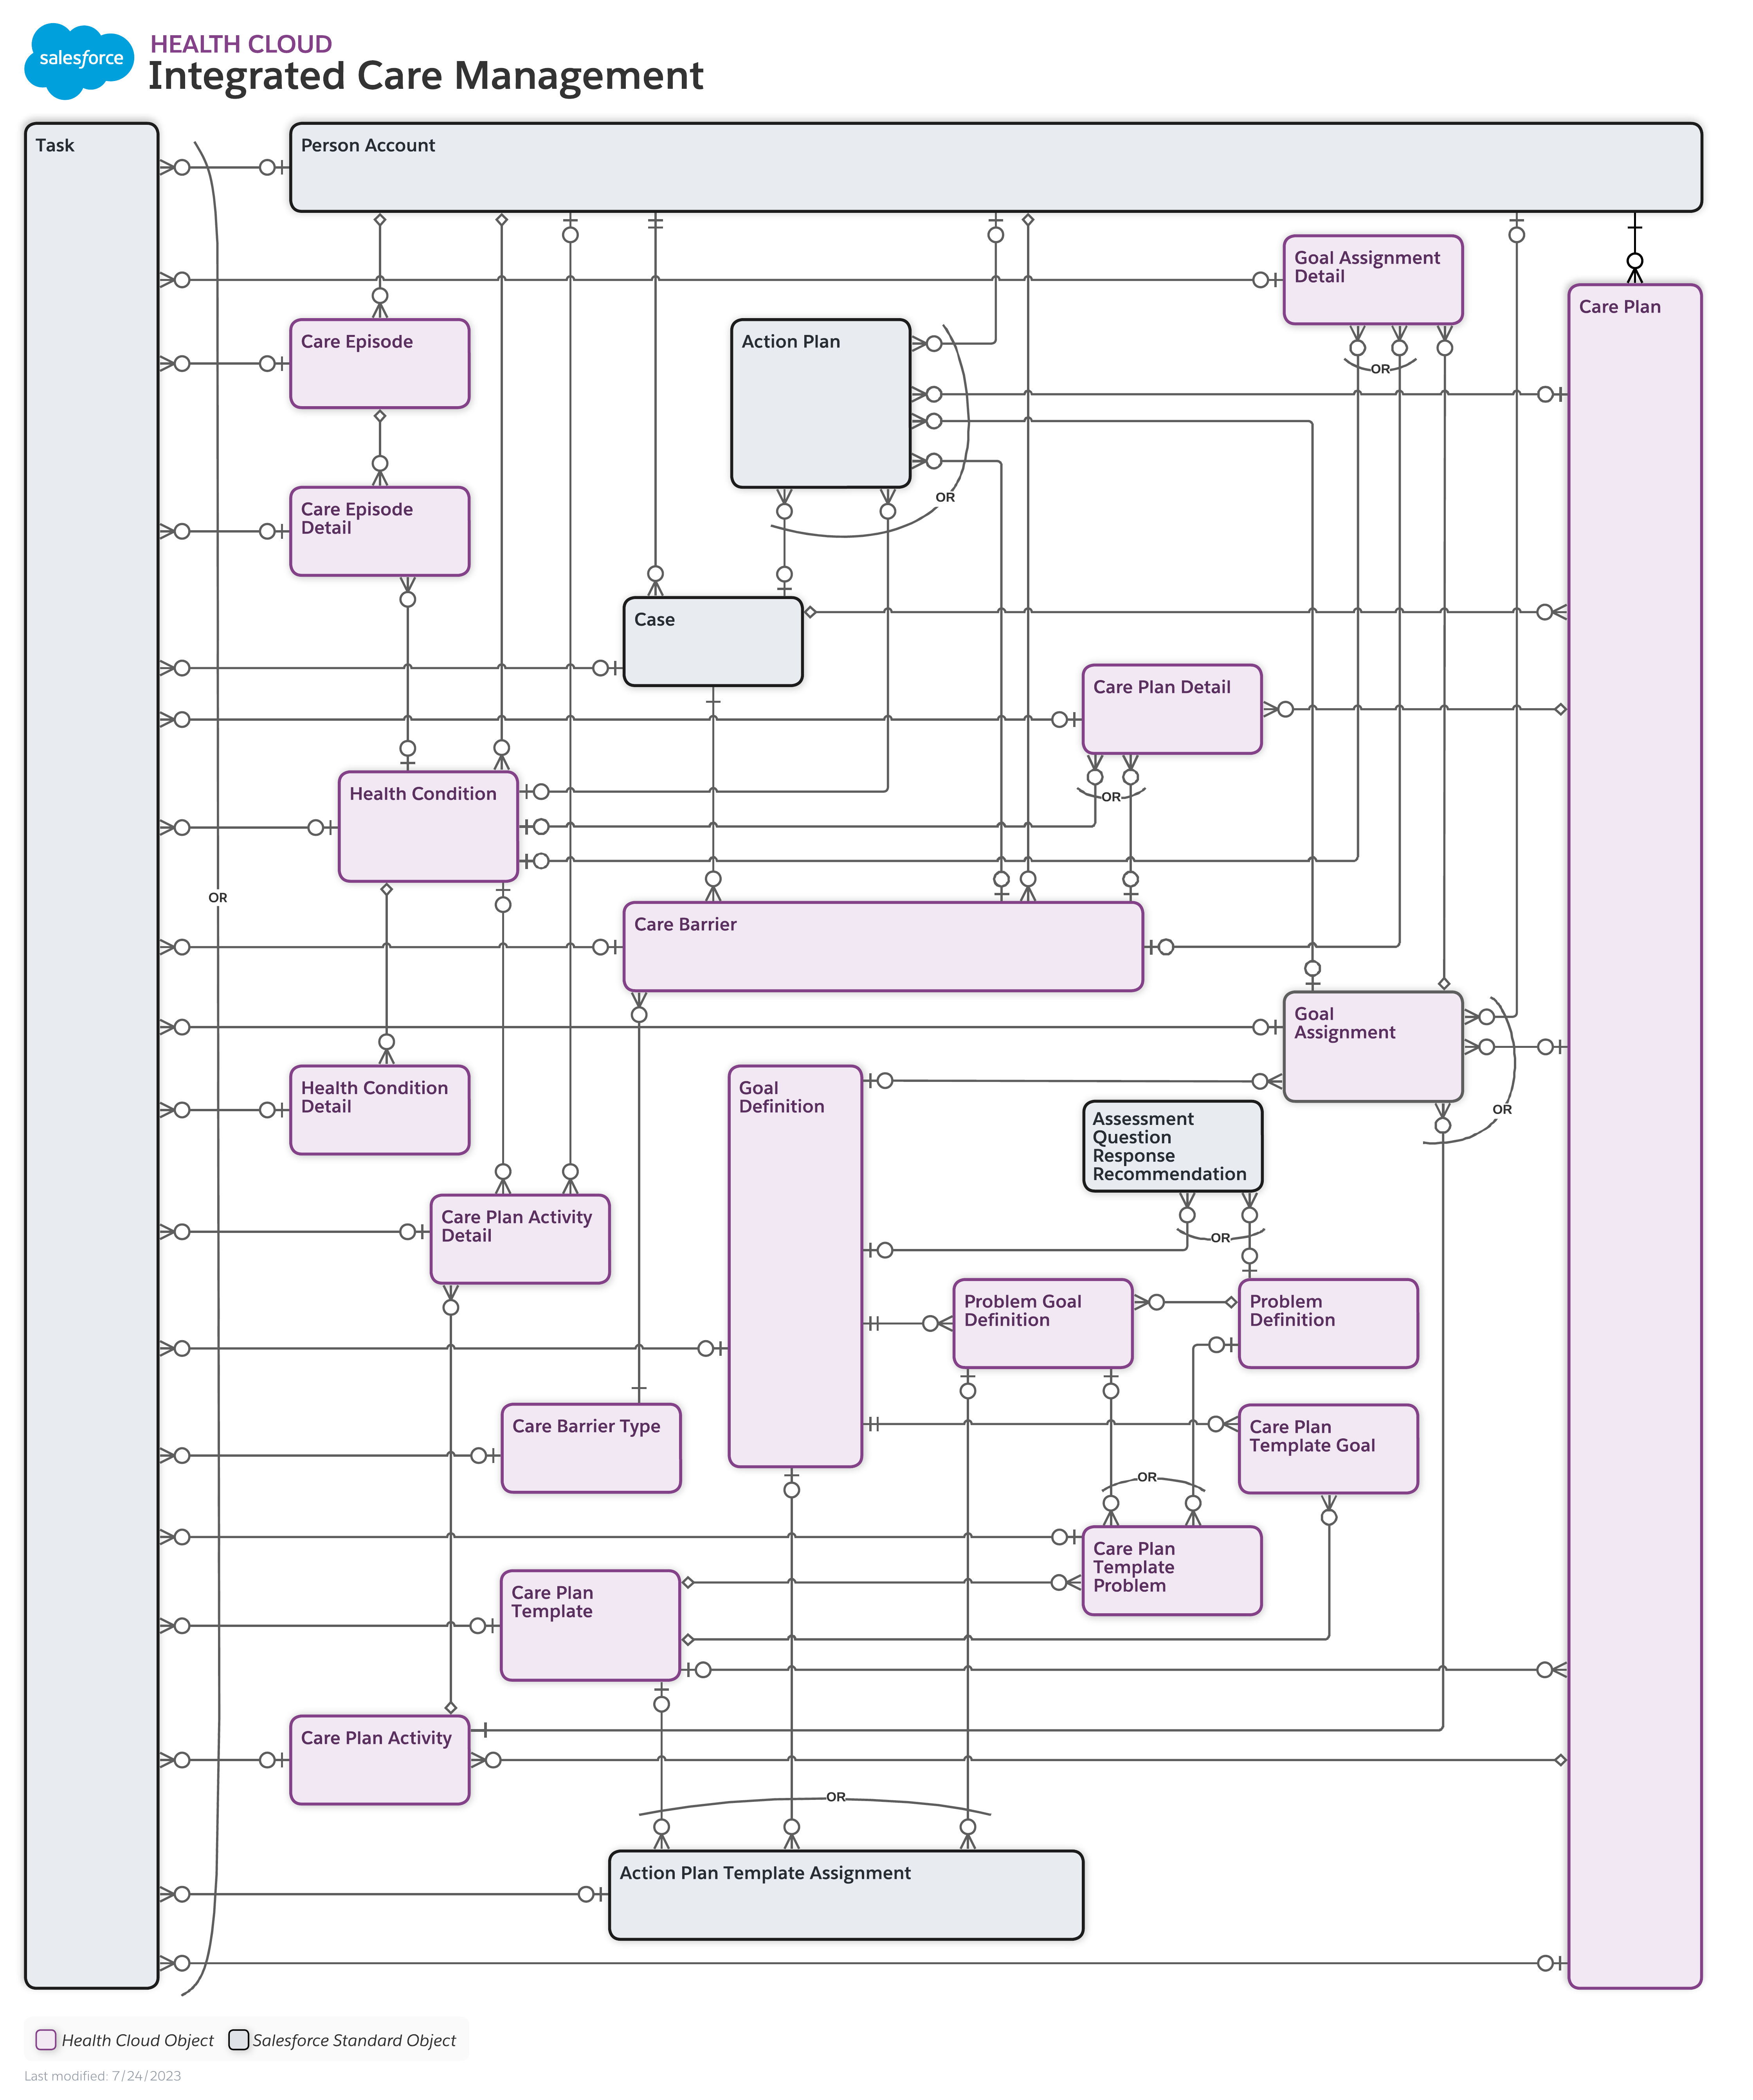 salesforce
HEALTH CLOUD
Integrated Care Management
Task
Person Account
Goal Assignment
Detail
Care Plan
Care Episode
Action Plan
OR
Care Episode
Detail
OR
Case
Care Plan Detail
Health Condition
OR
OR
Care Barrier
Goal
Assignment
Health Condition
Detail
Goal
Definition
OR
Assessment
Question
Response
Recommendation
Care Plan Activity
Detail
OR
Problem Goal
Definition
Problem
Definition
Care Barrier Type
Care Plan
Template Goal
OR
Care Plan
Template
Problem
Care Plan
Template
Care Plan Activity
OR
Action Plan Template Assignment
Health Cloud Object
Salesforce Standard Object
Last modified: 7/24/2023